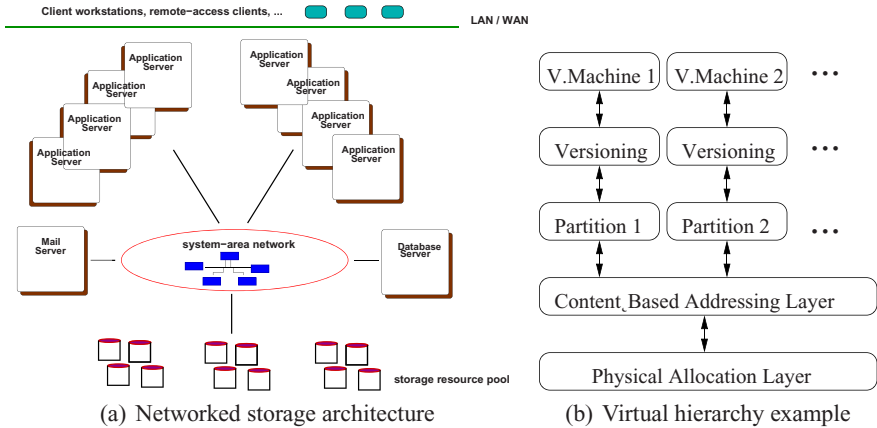 Client workstations, remote-access clients, ...
LAN / WAN
Application
Server
Application
Server
Application
Server
Application
Server
Application
Server
Application
Server
Application
Server
Application
Server
Mail
Server
system-area network
Database
Server
storage resource pool
(a) Networked storage architecture
V.Machine 1
V.Machine 2
...
Versioning
Versioning
...
Partition 1
Partition 2
...
Content-Based Addressing Layer
Physical Allocation Layer
(b) Virtual hierarchy example